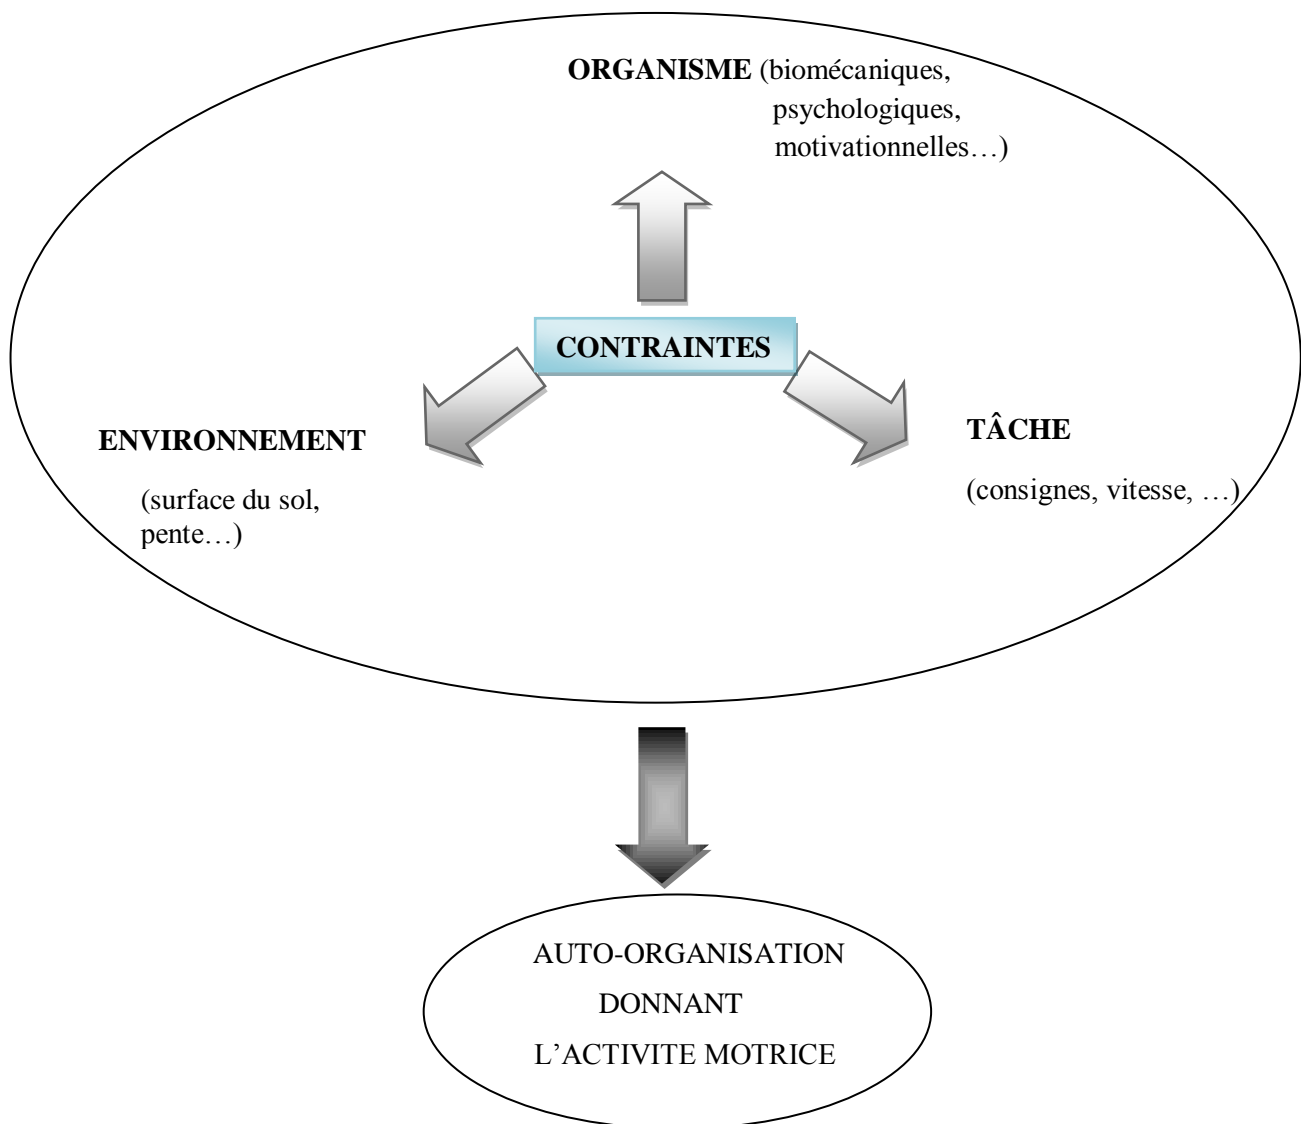 ORGANISME (biomécaniques,
psychologiques,
motivationnelles…)
CONTRAINTES
ENVIRONNEMENT
(surface du sol,
pente…)
TÂCHE
(consignes, vitesse, …)
AUTO-ORGANISATION
DONNANT
L’ACTIVITE MOTRICE